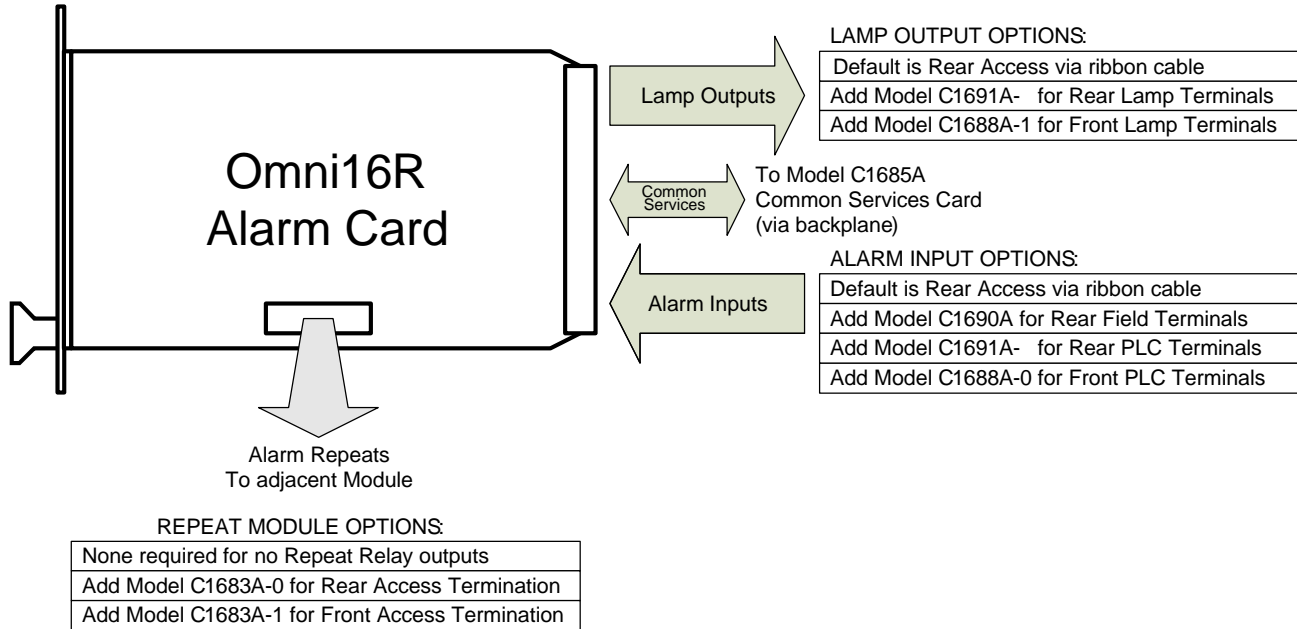 Omni16R
Alarm Card
Lamp Outputs
LAMP OUTPUT OPTIONS:
Default is Rear Access via ribbon cable
Add Model C1691A- for Rear Lamp Terminals
Add Model C1688A-1 for Front Lamp Terminals
Common
Services
To Model C1685A
Common Services Card
(via backplane)
Alarm Inputs
ALARM INPUT OPTIONS:
Default is Rear Access via ribbon cable
Add Model C1690A for Rear Field Terminals
Add Model C1691A- for Rear PLC Terminals
Add Model C1688A-0 for Front PLC Terminals
Alarm Repeats
To adjacent Module
REPEAT MODULE OPTIONS:
None required for no Repeat Relay outputs
Add Model C1683A-0 for Rear Access Termination
Add Model C1683A-1 for Front Access Termination